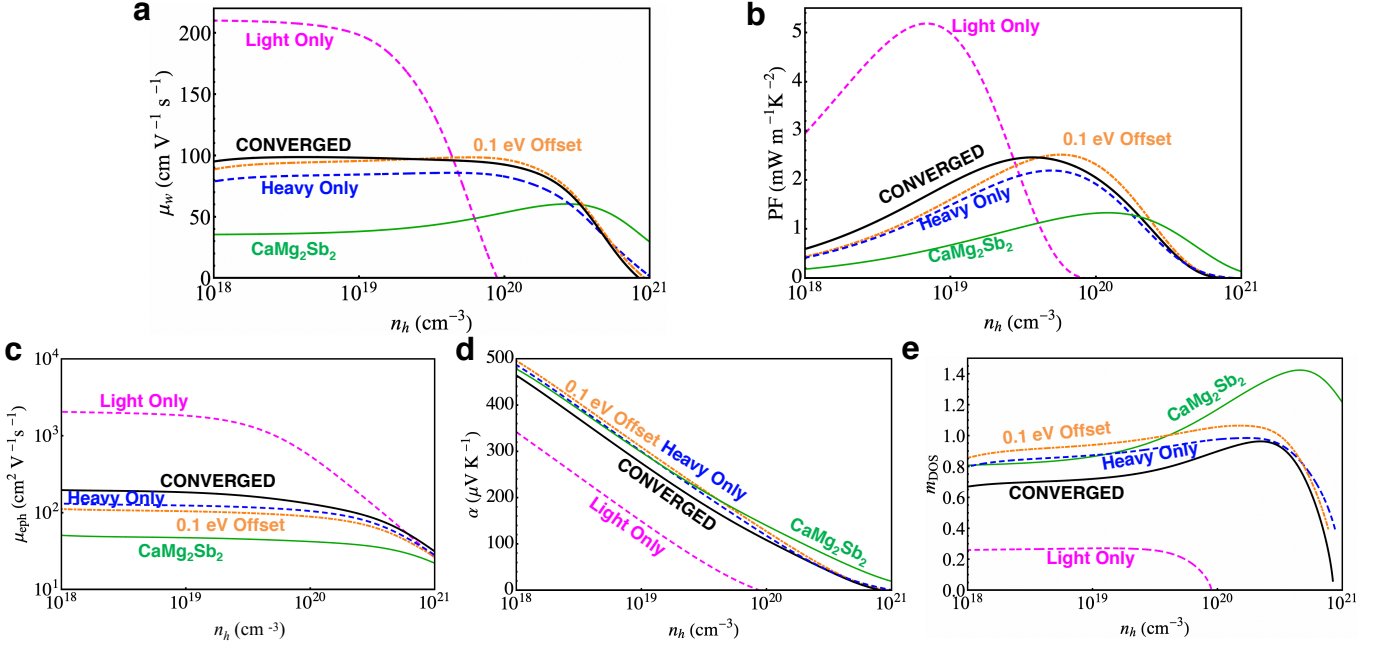 a
μw (cm V⁻¹ s⁻¹)
200
150
100
50
0
Light Only
CONVERGED
0.1 eV Offset
Heavy Only
CaMg₂Sb₂
10¹⁸
10¹⁹
10²⁰
10²¹
nh (cm⁻³)
b
PF (mW m⁻¹K⁻²)
5
4
3
2
1
0
Light Only
0.1 eV Offset
CONVERGED
Heavy Only
CaMg₂Sb₂
10¹⁸
10¹⁹
10²⁰
10²¹
nh (cm⁻³)
c
μeph (cm² V⁻¹s⁻¹)
10⁴
10³
10²
10¹
Light Only
CONVERGED
Heavy Only
0.1 eV Offset
CaMg₂Sb₂
10¹⁸
10¹⁹
10²⁰
10²¹
nh (cm⁻³)
d
α (μV K⁻¹)
500
400
300
200
100
0
0.1 eV Offset
Heavy Only
CONVERGED
Light Only
CaMg₂Sb₂
10¹⁸
10¹⁹
10²⁰
10²¹
nh (cm⁻³)
e
mDOS
1.4
1.2
1.0
0.8
0.6
0.4
0.2
0.0
CaMg₂Sb₂
0.1 eV Offset
Heavy Only
CONVERGED
Light Only
10¹⁸
10¹⁹
10²⁰
10²¹
nh (cm⁻³)